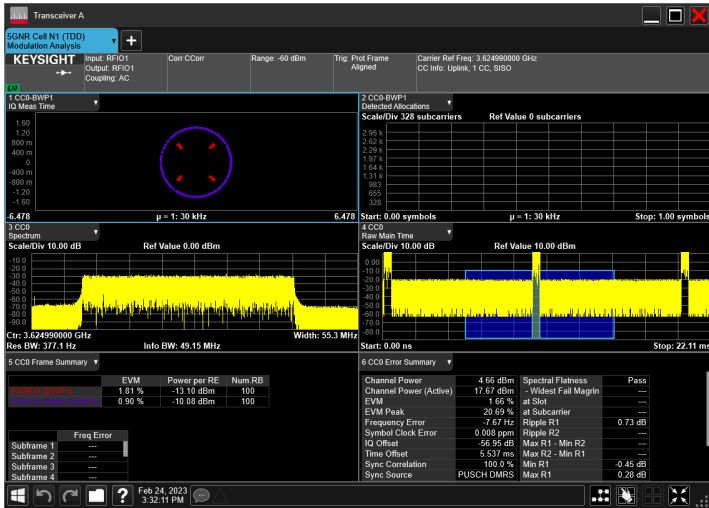 Transceiver A
5GNR Cell N1 (TDD)
Modulation Analysis
KEYSIGHT
LXI
Input: RFIO1
Output: RFIO1
Coupling: AC
Corr CCorr
Range: -60 dBm
Trig: Prot Frame
Aligned
Carrier Ref Freq: 3.624990000 GHz
CC Info: Uplink, 1 CC, SISO
1 CC0-BWP1
IQ Meas Time
1.60
1.20
800 m
400 m
0
-400 m
-800 m
-1.20
-1.60
-6.478
µ = 1: 30 kHz
6.478
2 CC0-BWP1
Detected Allocations
Scale/Div 328 subcarriers
Ref Value 0 subcarriers
2.95 k
2.62 k
2.29 k
1.97 k
1.64 k
1.31 k
983
655
328
Start: 0.00 symbols
µ = 1: 30 kHz
Stop: 1.00 symbols
3 CC0
Spectrum
Scale/Div 10.00 dB
Ref Value 0.00 dBm
-10.0
-20.0
-30.0
-40.0
-50.0
-60.0
-70.0
-80.0
-90.0
Ctr: 3.624990000 GHz
Width: 55.3 MHz
Res BW: 377.1 Hz
Info BW: 49.15 MHz
4 CC0
Raw Main Time
Scale/Div 10.00 dB
Ref Value 10.00 dBm
0.00
-10.0
-20.0
-30.0
-40.0
-50.0
-60.0
-70.0
-80.0
Start: 0.00 ns
Stop: 22.11 ms
5 CC0 Frame Summary
EVM Power per RE Num.RB
1.81 % -13.10 dBm 100
0.90 % -10.08 dBm 100
Freq Error
Subframe 1 ---
Subframe 2 ---
Subframe 3 ---
Subframe 4 ---
6 CC0 Error Summary
Channel Power 4.66 dBm Spectral Flatness Pass
Channel Power (Active) 17.67 dBm - Widest Fail Magrin ---
EVM 1.66 % at Slot ---
EVM Peak 20.69 % at Subcarrier ---
Frequency Error -7.67 Hz Ripple R1 0.73 dB
Symbol Clock Error 0.008 ppm Ripple R2 ---
IQ Offset -56.95 dB Max R1 - Min R2 ---
Time Offset 5.537 ms Max R2 - Min R1 ---
Sync Correlation 100.0 % Min R1 -0.45 dB
Sync Source PUSCH DMRS Max R1 0.28 dB
Feb 24, 2023
3:32:11 PM